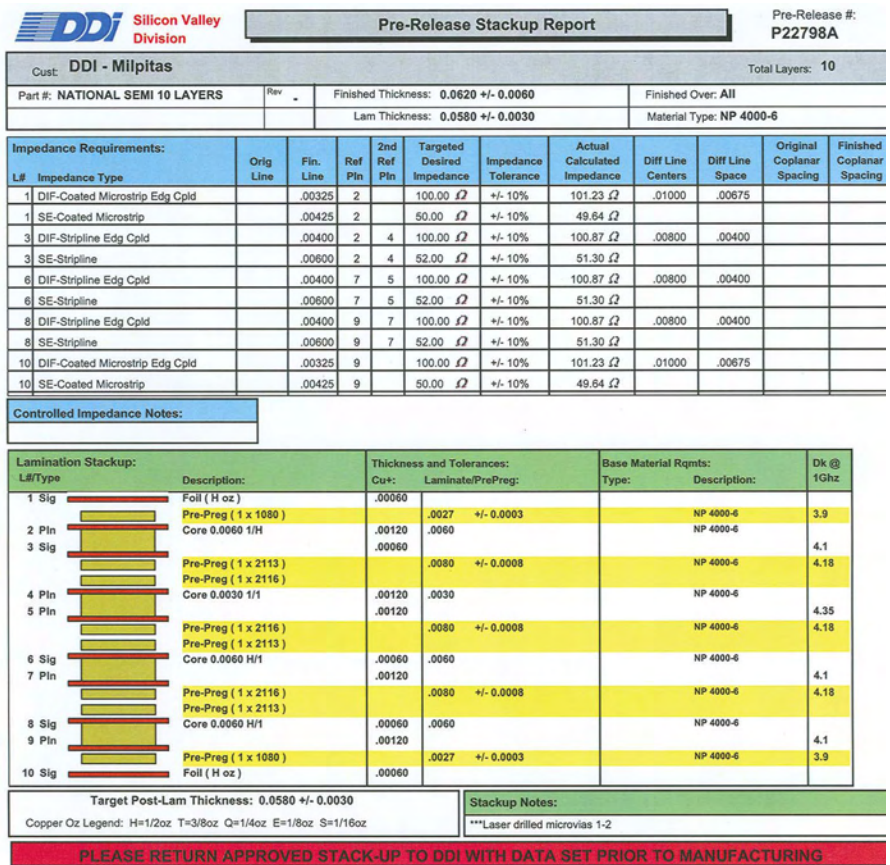 DDi Silicon Valley Division
Pre-Release Stackup Report
Pre-Release #:
P22798A
Cust: DDI - Milpitas
Total Layers: 10
Part #: NATIONAL SEMI 10 LAYERS
Rev -
Finished Thickness: 0.0620 +/- 0.0060
Finished Over: All
Lam Thickness: 0.0580 +/- 0.0030
Material Type: NP 4000-6
Impedance Requirements:
L# Impedance Type Orig Line Fin. Line Ref Pln 2nd Ref Pln Targeted Desired Impedance Impedance Tolerance Actual Calculated Impedance Diff Line Centers Diff Line Space Original Coplanar Spacing Finished Coplanar Spacing
1 DIF-Coated Microstrip Edg Cpld .00325 2 100.00 Ω +/- 10% 101.23 Ω .01000 .00675
1 SE-Coated Microstrip .00425 2 50.00 Ω +/- 10% 49.64 Ω
3 DIF-Stripline Edg Cpld .00400 2 4 100.00 Ω +/- 10% 100.87 Ω .00800 .00400
3 SE-Stripline .00600 2 4 52.00 Ω +/- 10% 51.30 Ω
6 DIF-Stripline Edg Cpld .00400 7 5 100.00 Ω +/- 10% 100.87 Ω .00800 .00400
6 SE-Stripline .00600 7 5 52.00 Ω +/- 10% 51.30 Ω
8 DIF-Stripline Edg Cpld .00400 9 7 100.00 Ω +/- 10% 100.87 Ω .00800 .00400
8 SE-Stripline .00600 9 7 52.00 Ω +/- 10% 51.30 Ω
10 DIF-Coated Microstrip Edg Cpld .00325 9 100.00 Ω +/- 10% 101.23 Ω .01000 .00675
10 SE-Coated Microstrip .00425 9 50.00 Ω +/- 10% 49.64 Ω
Controlled Impedance Notes:
Lamination Stackup: Thickness and Tolerances: Base Material Rqmts: Dk @ 1Ghz
L#/Type Description: Cu+: Laminate/PrePreg: Type: Description:
1 Sig Foil ( H oz ) .00060
Pre-Preg ( 1 x 1080 ) .0027 +/- 0.0003 NP 4000-6 3.9
2 Pln Core 0.0060 1/H .00120 .0060 NP 4000-6
3 Sig .00060 4.1
Pre-Preg ( 1 x 2113 ) .0080 +/- 0.0008 NP 4000-6 4.18
Pre-Preg ( 1 x 2116 )
4 Pln Core 0.0030 1/1 .00120 .0030 NP 4000-6
5 Pln .00120 4.35
Pre-Preg ( 1 x 2116 ) .0080 +/- 0.0008 NP 4000-6 4.18
Pre-Preg ( 1 x 2113 )
6 Sig Core 0.0060 H/1 .00060 .0060 NP 4000-6
7 Pln .00120 4.1
Pre-Preg ( 1 x 2116 ) .0080 +/- 0.0008 NP 4000-6 4.18
Pre-Preg ( 1 x 2113 )
8 Sig Core 0.0060 H/1 .00060 .0060 NP 4000-6
9 Pln .00120 4.1
Pre-Preg ( 1 x 1080 ) .0027 +/- 0.0003 NP 4000-6 3.9
10 Sig Foil ( H oz ) .00060
Target Post-Lam Thickness: 0.0580 +/- 0.0030
Copper Oz Legend: H=1/2oz T=3/8oz Q=1/4oz E=1/8oz S=1/16oz
Stackup Notes:
***Laser drilled microvias 1-2
PLEASE RETURN APPROVED STACK-UP TO DDI WITH DATA SET PRIOR TO MANUFACTURING